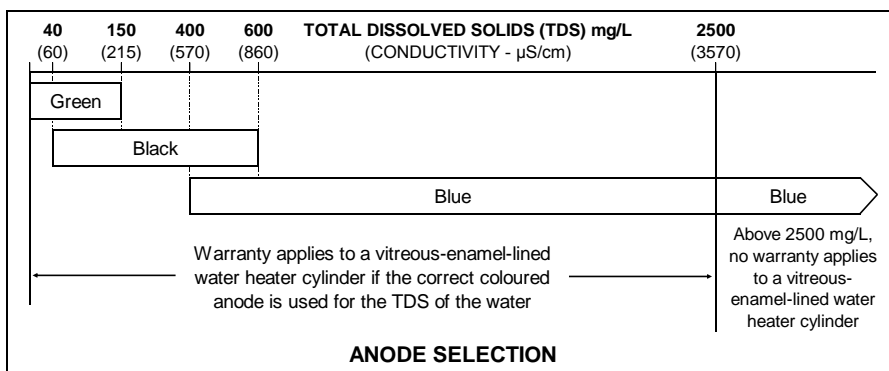 40 150 400 600 TOTAL DISSOLVED SOLIDS (TDS) mg/L 2500
(60) (215) (570) (860) (CONDUCTIVITY - µS/cm) (3570)
Green
Black
Blue Blue
Warranty applies to a vitreous-enamel-lined
water heater cylinder if the correct coloured
anode is used for the TDS of the water
Above 2500 mg/L,
no warranty applies
to a vitreous-
enamel-lined water
heater cylinder
ANODE SELECTION